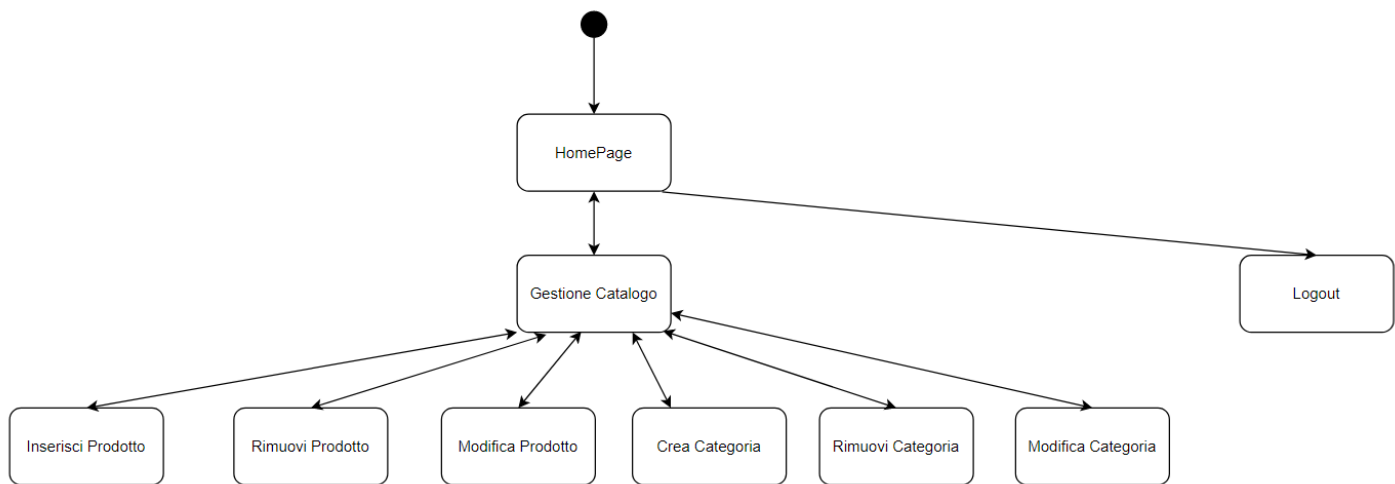 HomePage
Gestione Catalogo
Logout
Inserisci Prodotto
Rimuovi Prodotto
Modifica Prodotto
Crea Categoria
Rimuovi Categoria
Modifica Categoria